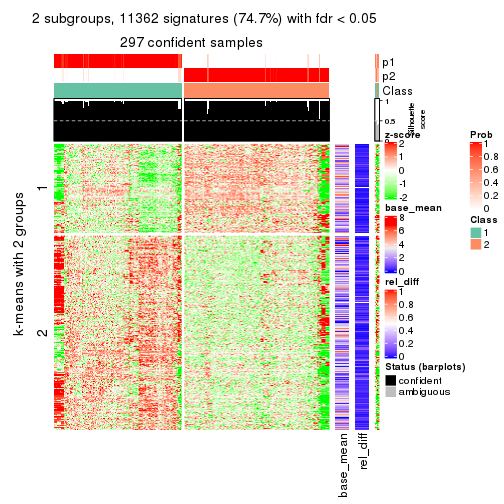 2 subgroups, 11362 signatures (74.7%) with fdr < 0.05
297 confident samples
p1
p2
Class
1
0.5
0
Silhouette
score
k-means with 2 groups
1
2
base_mean
rel_diff
z-score
2
1
0
-1
-2
base_mean
8
6
4
2
0
rel_diff
1
0.8
0.6
0.4
0.2
0
Status (barplots)
confident
ambiguous
Prob
1
0.8
0.6
0.4
0.2
0
Class
1
2